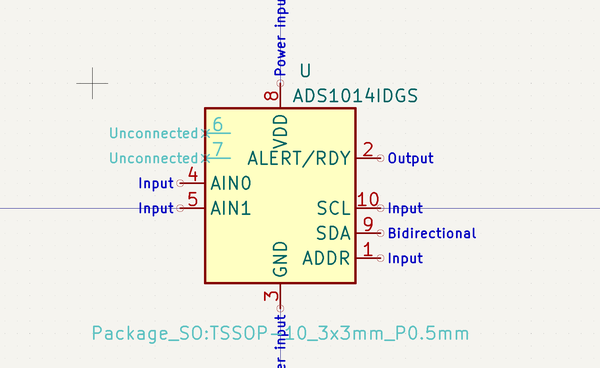 Power input
U
8
ADS1014IDGS
Unconnected
6
VDD
Unconnected
7
ALERT/RDY
2
Output
Input
4
AIN0
Input
5
AIN1
SCL
10
Input
SDA
9
Bidirectional
GND
ADDR
1
Input
3
Package_SO:TSSOP-10_3x3mm_P0.5mm
er input